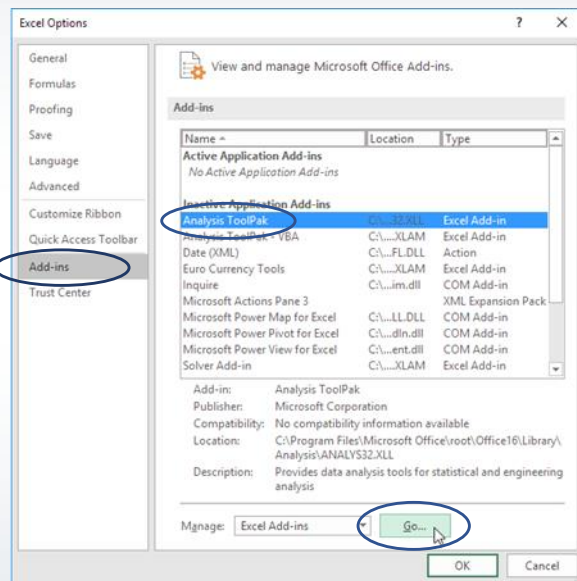 Excel Options
? ×
General
Formulas
Proofing
Save
Language
Advanced
Customize Ribbon
Quick Access Toolbar
Add-ins
Trust Center
View and manage Microsoft Office Add-ins.
Add-ins
Name Location Type
Active Application Add-ins
No Active Application Add-ins
Inactive Application Add-ins
Analysis ToolPak C:\...32.XLL Excel Add-in
Analysis ToolPak - VBA C:\...XLAM Excel Add-in
Date (XML) C:\...FL.DLL Action
Euro Currency Tools C:\...XLAM Excel Add-in
Inquire C:\...im.dll COM Add-in
Microsoft Actions Pane 3 XML Expansion Pack
Microsoft Power Map for Excel C:\...LL.DLL COM Add-in
Microsoft Power Pivot for Excel C:\...dln.dll COM Add-in
Microsoft Power View for Excel C:\...ent.dll COM Add-in
Solver Add-in C:\...XLAM Excel Add-in
Add-in: Analysis ToolPak
Publisher: Microsoft Corporation
Compatibility: No compatibility information available
Location: C:\Program Files\Microsoft Office\root\Office16\Library\
Analysis\ANALYS32.XLL
Description: Provides data analysis tools for statistical and engineering
analysis
Manage: Excel Add-ins Go...
OK Cancel